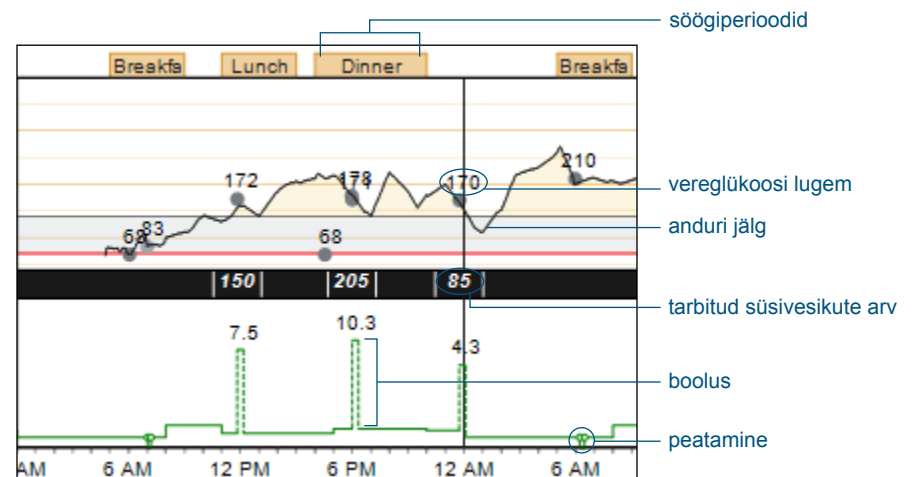 söögiperioodid
Breakfa Lunch Dinner Breakfa
210
172 170 vereglükoosi lugem
83 68 anduri jälg
150 205 85
tarbitud süsivesikute arv
7.5 10.3 4.3
boolus
peatamine
AM 6 AM 12 PM 6 PM 12 AM 6 AM